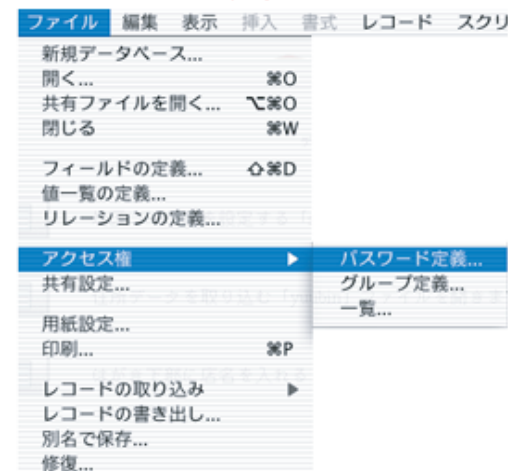 ファイル 編集 表示 挿入 書式 レコード スクリ
新規データベース...
開く... ⌘O
共有ファイルを開く... ⌥⌘O
閉じる ⌘W
フィールドの定義... ⇧⌘D
値一覧の定義...
リレーションの定義...
アクセス権 ▶ パスワード定義...
共有設定... グループ定義...
一覧...
用紙設定...
印刷... ⌘P
レコードの取り込み ▶
レコードの書き出し...
別名で保存...
修復...